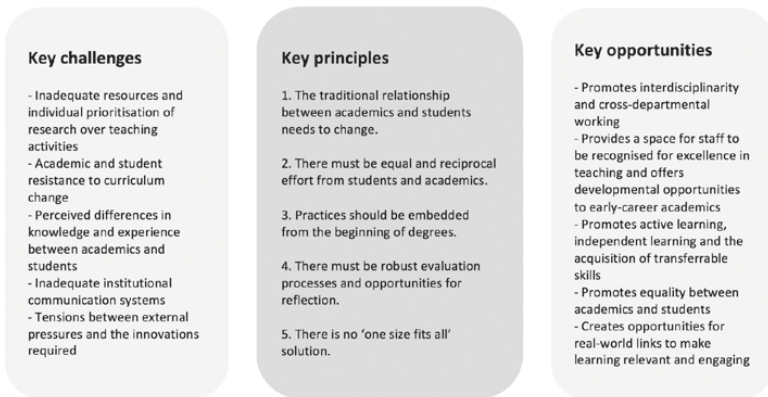 Key challenges
- Inadequate resources and
individual prioritisation of
research over teaching
activities
- Academic and student
resistance to curriculum
change
- Perceived differences in
knowledge and experience
between academics and
students
- Inadequate institutional
communication systems
- Tensions between external
pressures and the innovations
required
Key principles
1. The traditional relationship
between academics and students
needs to change.
2. There must be equal and reciprocal
effort from students and academics.
3. Practices should be embedded
from the beginning of degrees.
4. There must be robust evaluation
processes and opportunities for
reflection.
5. There is no ‘one size fits all’
solution.
Key opportunities
- Promotes interdisciplinarity
and cross-departmental
working
- Provides a space for staff to
be recognised for excellence in
teaching and offers
developmental opportunities
to early-career academics
- Promotes active learning,
independent learning and the
acquisition of transferrable
skills
- Promotes equality between
academics and students
- Creates opportunities for
real-world links to make
learning relevant and engaging